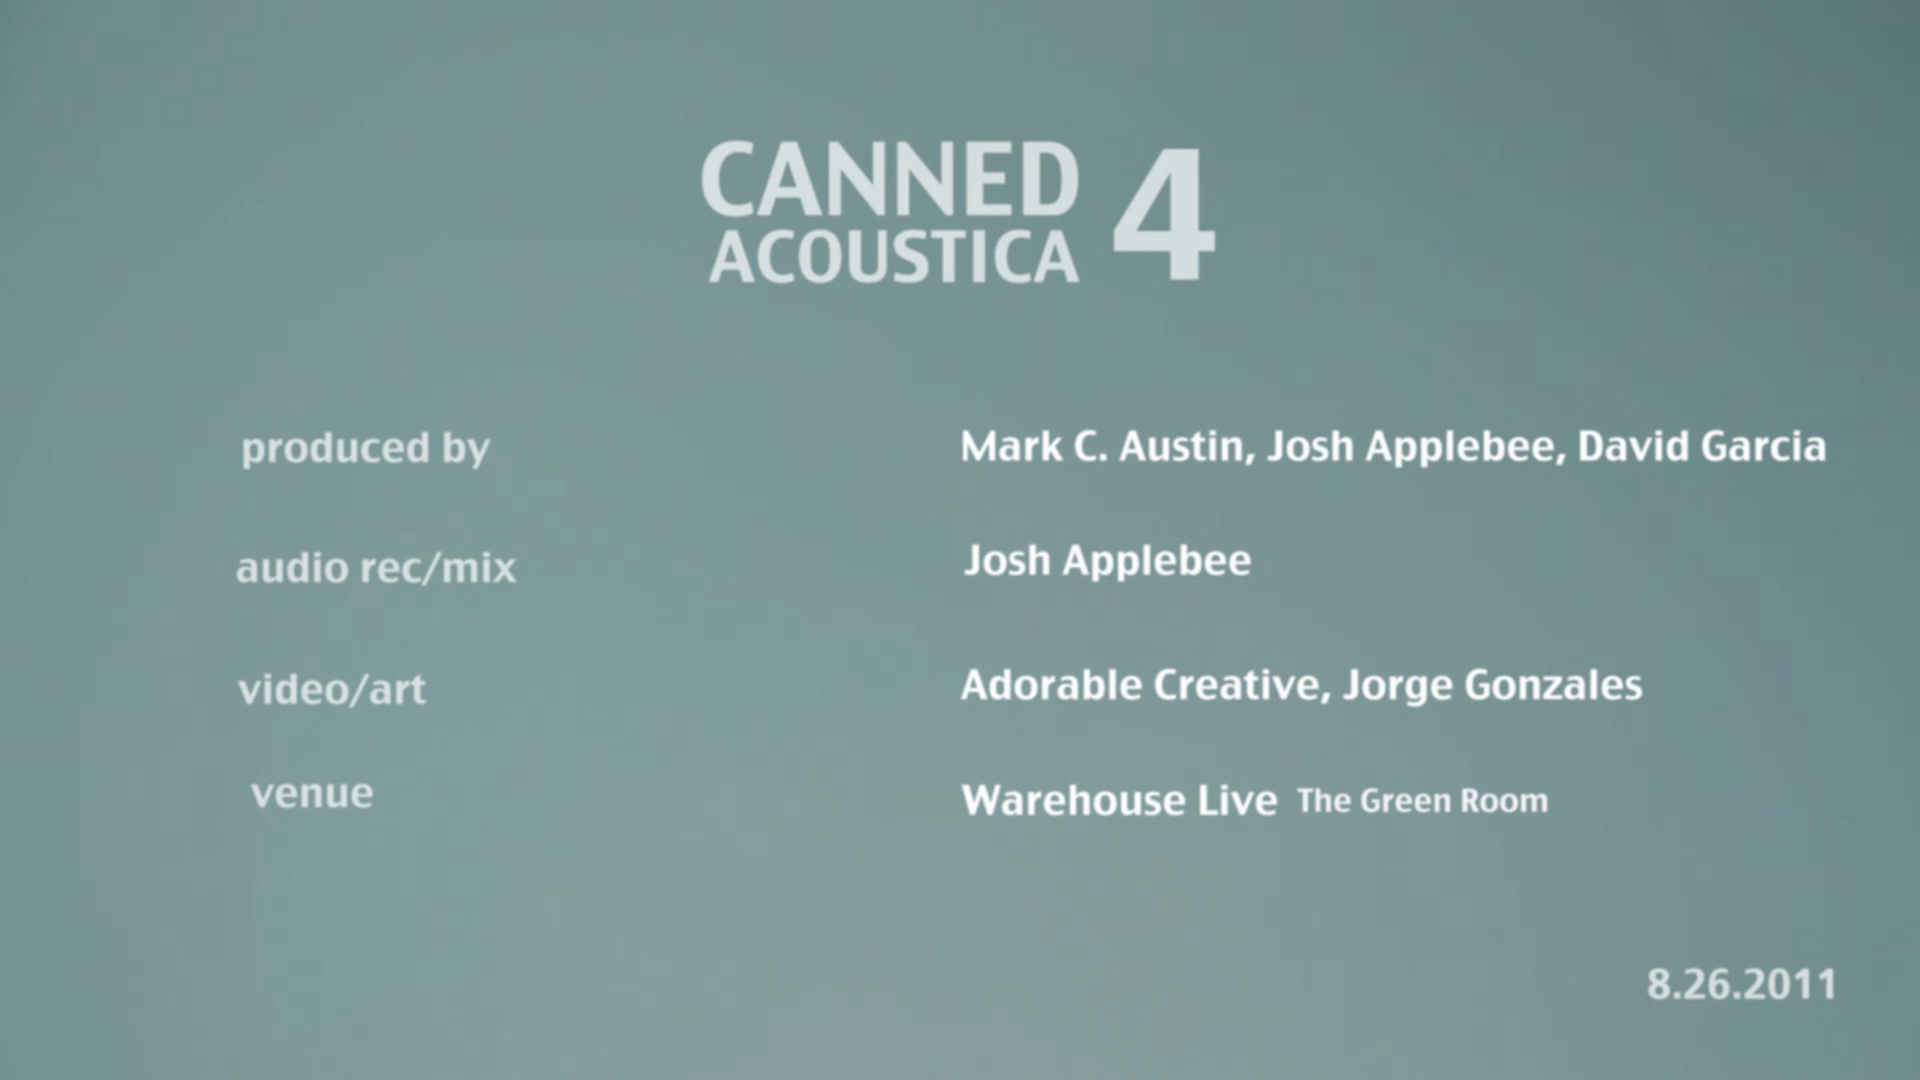 CANNED
ACOUSTICA 4
produced by Mark C. Austin, Josh Applebee, David Garcia
audio rec/mix Josh Applebee
video/art Adorable Creative, Jorge Gonzales
venue Warehouse Live The Green Room
8.26.2011